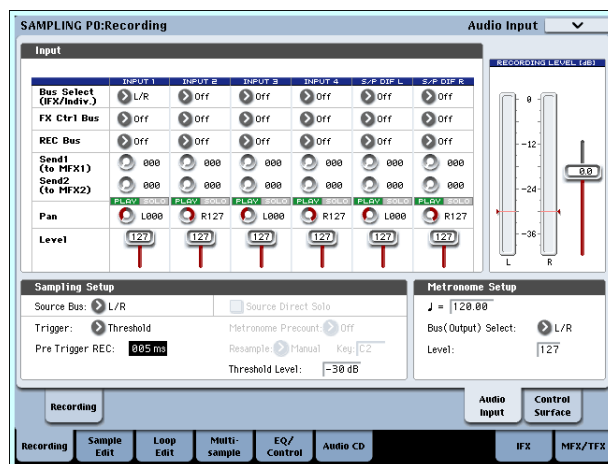 SAMPLING P0:Recording Audio Input
Input
RECORDING LEVEL [dB]
INPUT 1 INPUT 2 INPUT 3 INPUT 4 S/P DIF L S/P DIF R
Bus Select (IFX/Indiv.) L/R Off Off Off Off Off
FX Ctrl Bus Off Off Off Off Off Off
REC Bus Off Off Off Off Off Off
Send1 (to MFX1) 000 000 000 000 000 000
Send2 (to MFX2) 000 000 000 000 000 000
PLAY SOLO PLAY SOLO PLAY SOLO PLAY SOLO PLAY SOLO PLAY SOLO
Pan L000 R127 L000 R127 L000 R127
Level 127 127 127 127 127 127
0
-12
-24
-36
0.0
L R
Sampling Setup
Source Bus: L/R Source Direct Solo
Trigger: Threshold Metronome Precount: Off
Pre Trigger REC: 005 ms Resample: Manual Key: C2
Threshold Level: -30 dB
Metronome Setup
♩ = 120.00
Bus(Output) Select: L/R
Level: 127
Recording Audio Input Control Surface
Recording Sample Edit Loop Edit Multi-sample EQ/Control Audio CD IFX MFX/TFX